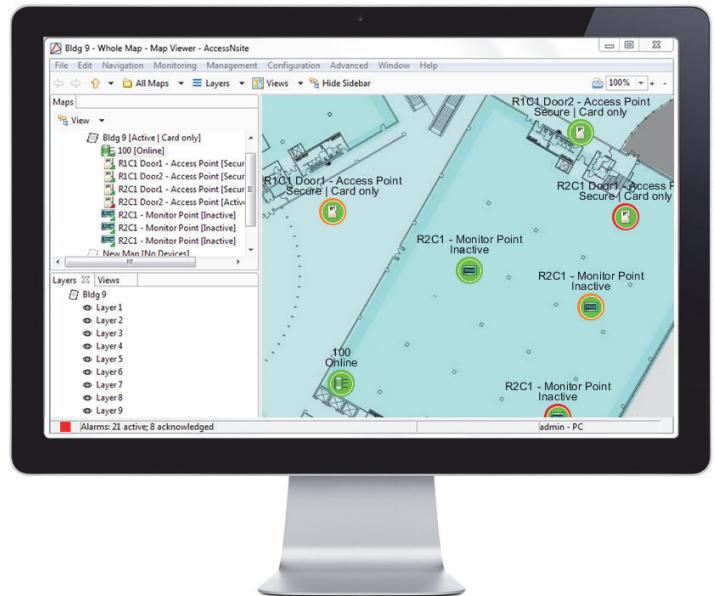 Bldg 9 - Whole Map - Map Viewer - AccessNsite
File Edit Navigation Monitoring Management Configuration Advanced Window Help
All Maps Layers Views Hide Sidebar 100% + -
Maps
View
Bldg 9 [Active | Card only]
100 [Online]
R1C1 Door1 - Access Point [Secur
R1C1 Door2 - Access Point [Secur
R2C1 Door1 - Access Point [Secur
R2C1 Door2 - Access Point [Active
R2C1 - Monitor Point [Inactive]
R2C1 - Monitor Point [Inactive]
R2C1 - Monitor Point [Inactive]
New Map [No Devices]
Layers Views
Bldg 9
Layer 1
Layer 2
Layer 3
Layer 4
Layer 5
Layer 6
Layer 7
Layer 8
Layer 9
R1C1 Door2 - Access Point
Secure | Card only
R1C1 Door1 - Access Point
Secure | Card only
R2C1 Door1 - Access P
Secure | Card only
R2C1 - Monitor Point
Inactive
R2C1 - Monitor Point
Inactive
100
Online
R2C1 - Monitor Point
Inactive
Alarms: 21 active; 8 acknowledged
admin - PC